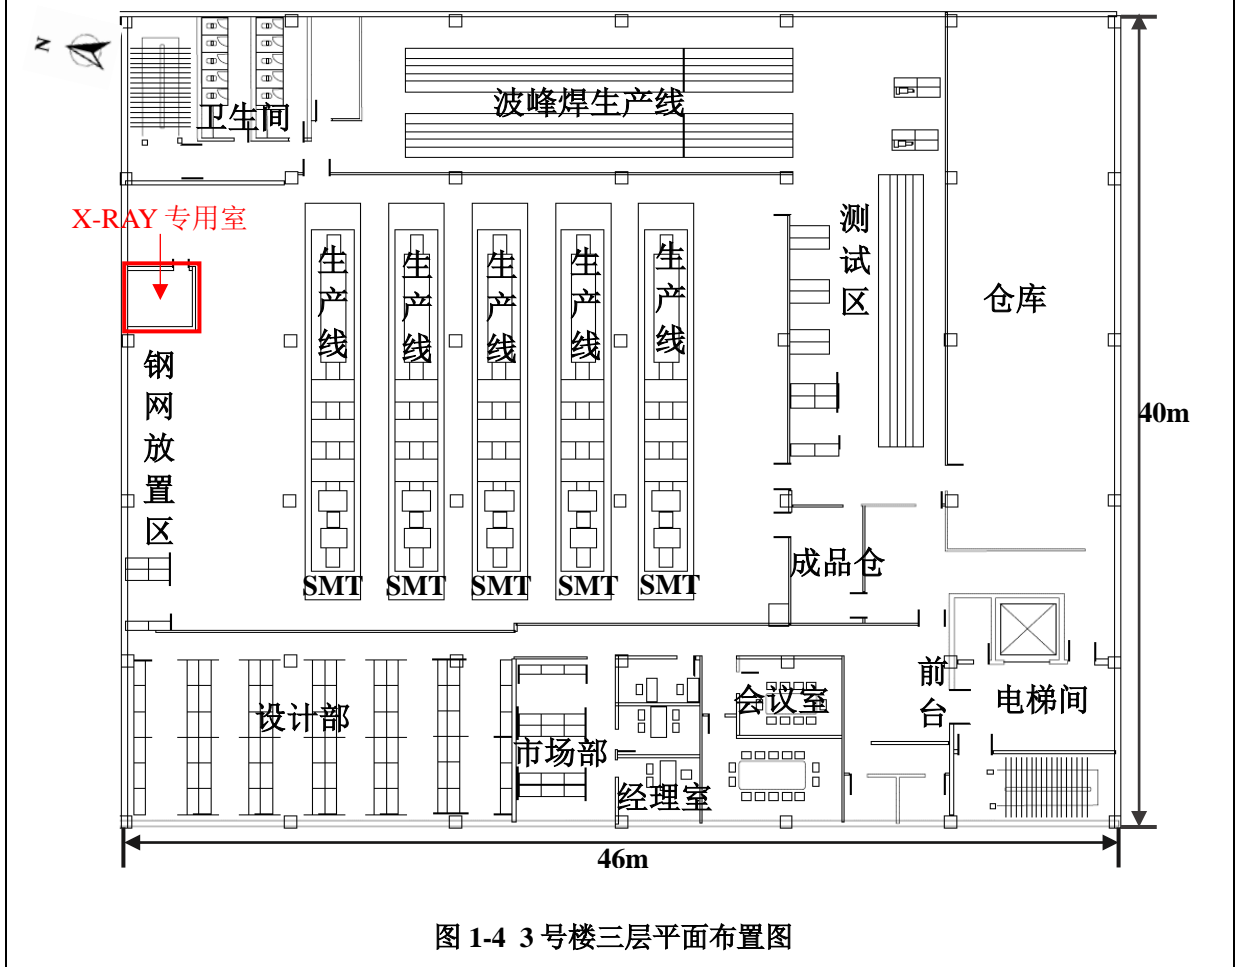 N
卫生间
波峰焊生产线
X-RAY 专用室
生产线
生产线
生产线
生产线
生产线
测试区
仓库
钢网放置区
40m
成品仓
SMT
SMT
SMT
SMT
SMT
设计部
市场部
经理室
会议室
前台
电梯间
46m
图 1-4 3 号楼三层平面布置图